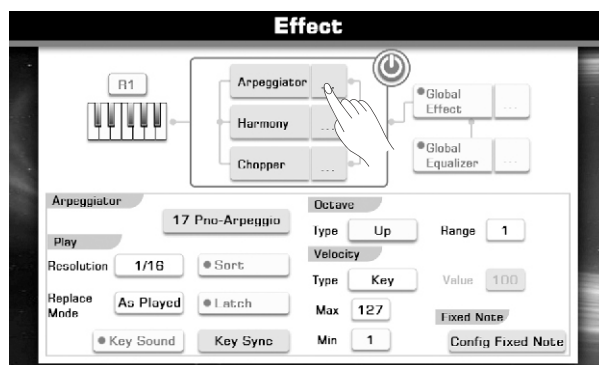 Effect
R1
Arpeggiator ...
Harmony ...
Chopper ...
Global
Effect ...
Global
Equalizer ...
Arpeggiator
17 Pno-Arpeggio
Play
Resolution 1/16 Sort
Replace
Mode As Played Latch
Key Sound Key Sync
Octave
Type Up Range 1
Velocity
Type Key Value 100
Max 127
Fixed Note
Min 1 Config Fixed Note